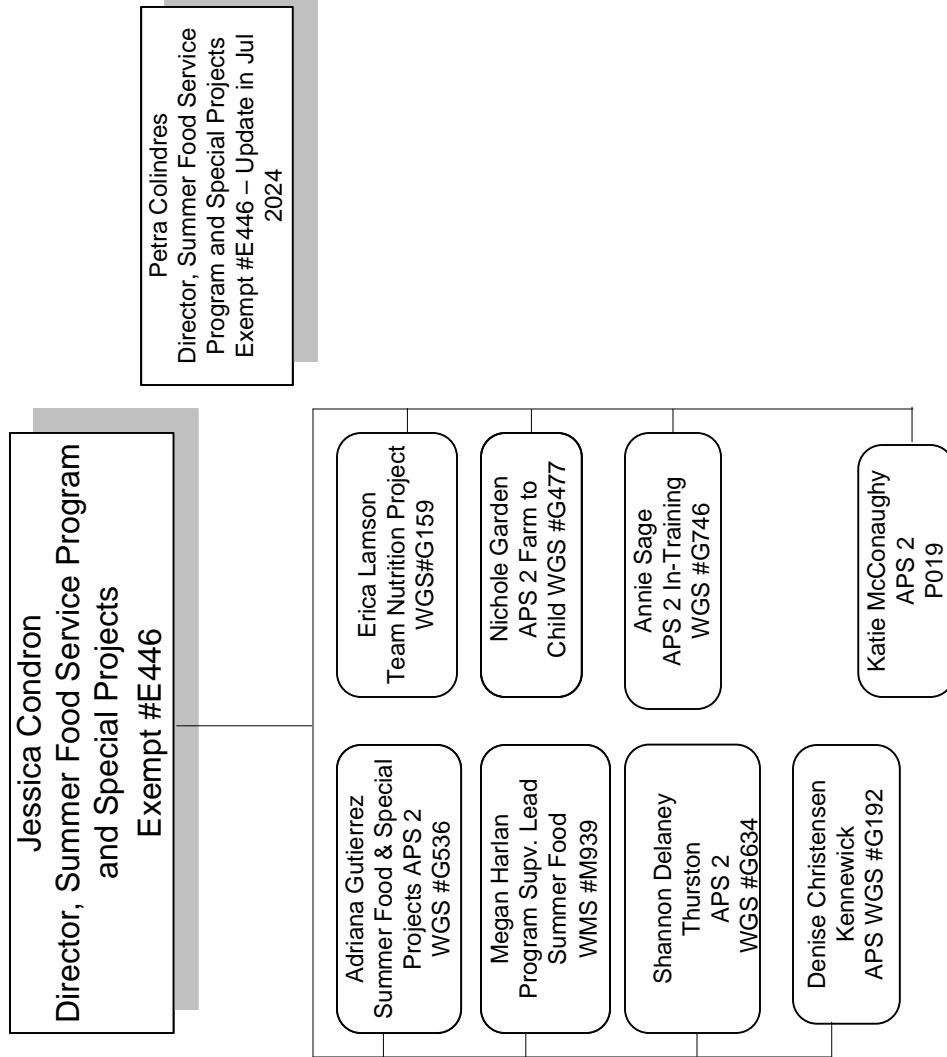 Jessica Condron
Director, Summer Food Service Program
and Special Projects
Exempt #E446
Petra Colindres
Director, Summer Food Service
Program and Special Projects
Exempt #E446 – Update in Jul
2024
Adriana Gutierrez
Summer Food & Special
Projects APS 2
WGS #G536
Erica Lamson
Team Nutrition Project
WGS#G159
Megan Harlan
Program Supv. Lead
Summer Food
WMS #M939
Nichole Garden
APS 2 Farm to
Child WGS #G477
Shannon Delaney
Thurston
APS 2
WGS #G634
Annie Sage
APS 2 In-Training
WGS #G746
Denise Christensen
Kennewick
APS WGS #G192
Katie McConaughy
APS 2
P019